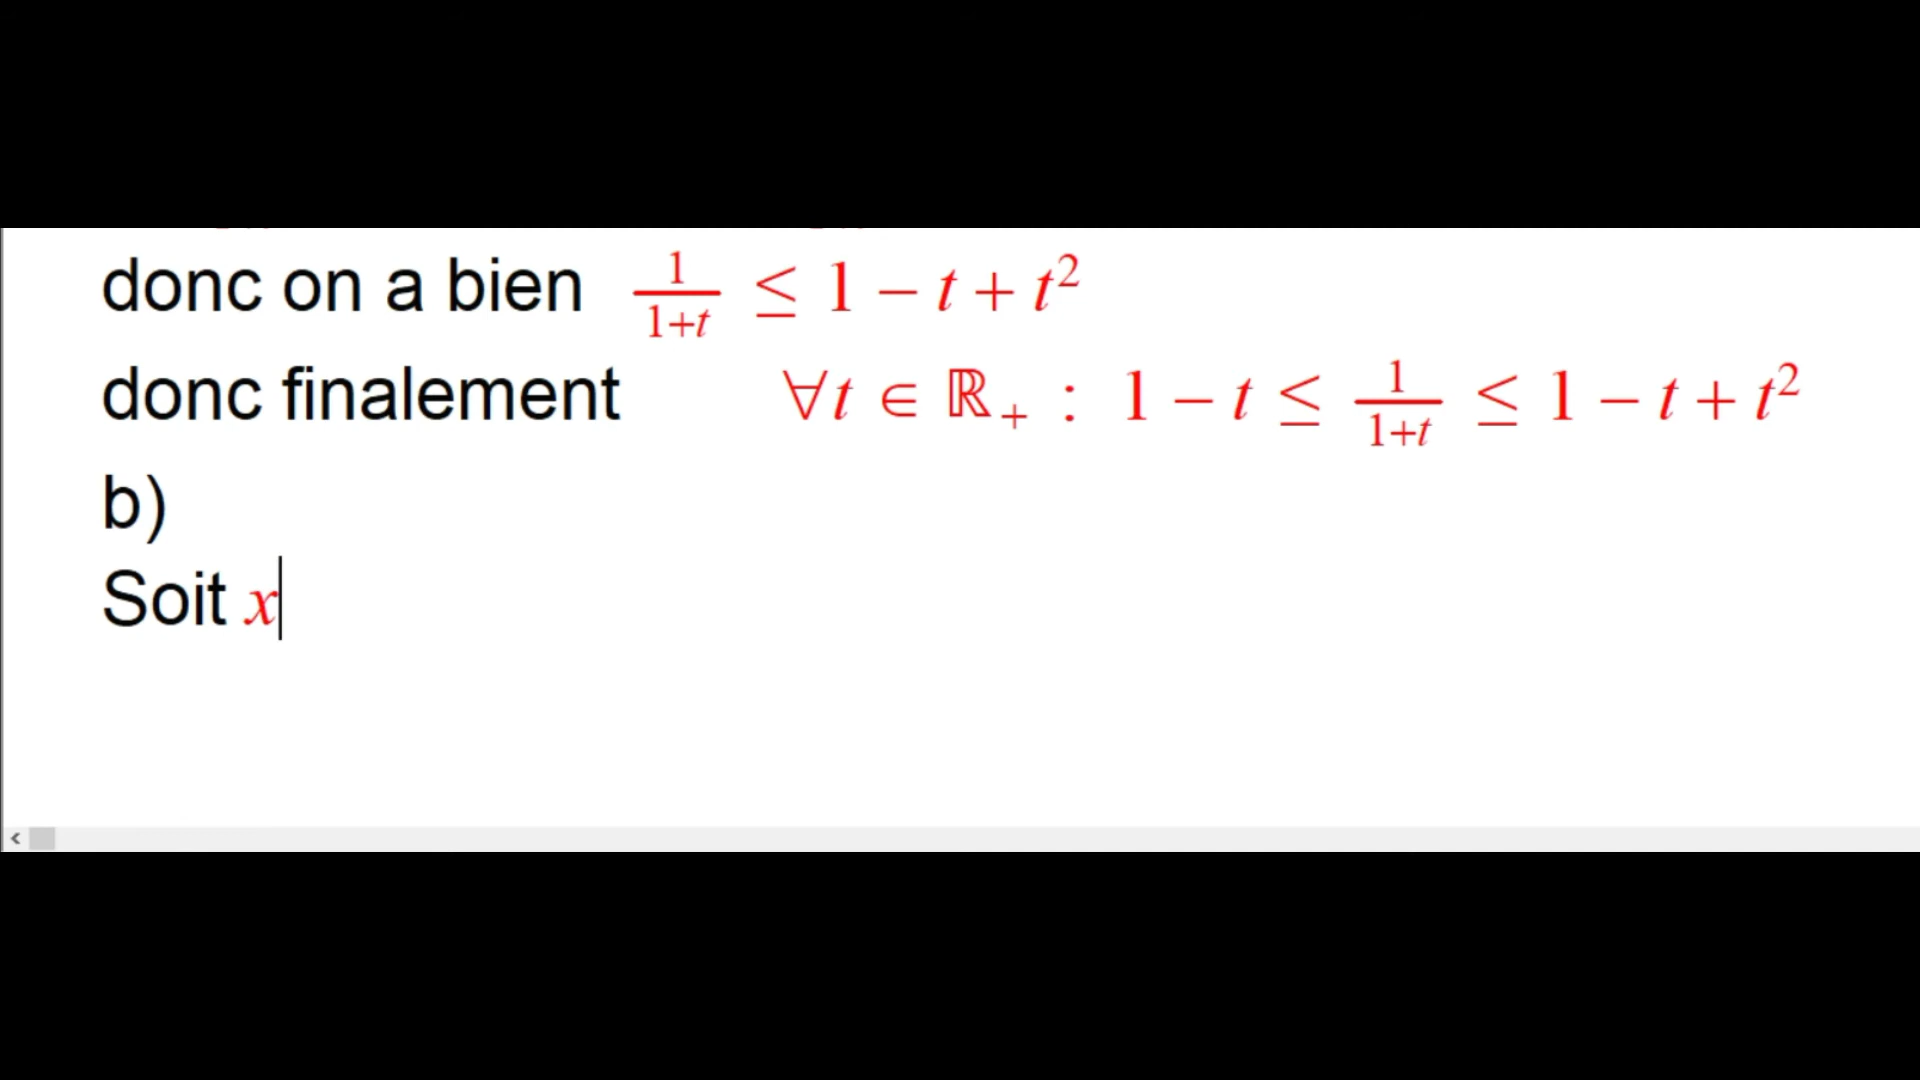 donc on a bien 1/(1+t) ≤ 1 − t + t²
donc finalement ∀t ∈ ℝ₊ : 1 − t ≤ 1/(1+t) ≤ 1 − t + t²
b)
Soit x